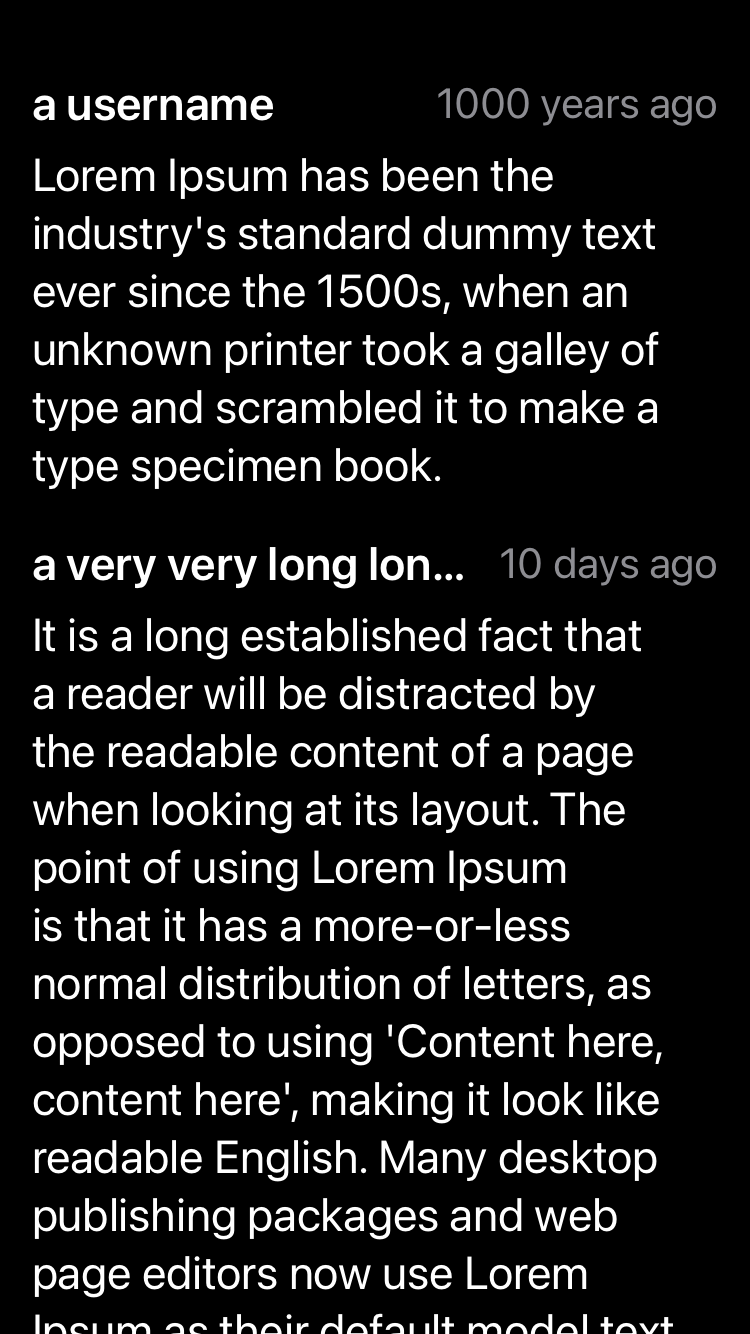 a username 1000 years ago
Lorem Ipsum has been the
industry's standard dummy text
ever since the 1500s, when an
unknown printer took a galley of
type and scrambled it to make a
type specimen book.
a very very long lon... 10 days ago
It is a long established fact that
a reader will be distracted by
the readable content of a page
when looking at its layout. The
point of using Lorem Ipsum
is that it has a more-or-less
normal distribution of letters, as
opposed to using 'Content here,
content here', making it look like
readable English. Many desktop
publishing packages and web
page editors now use Lorem
Ipsum as their default model text